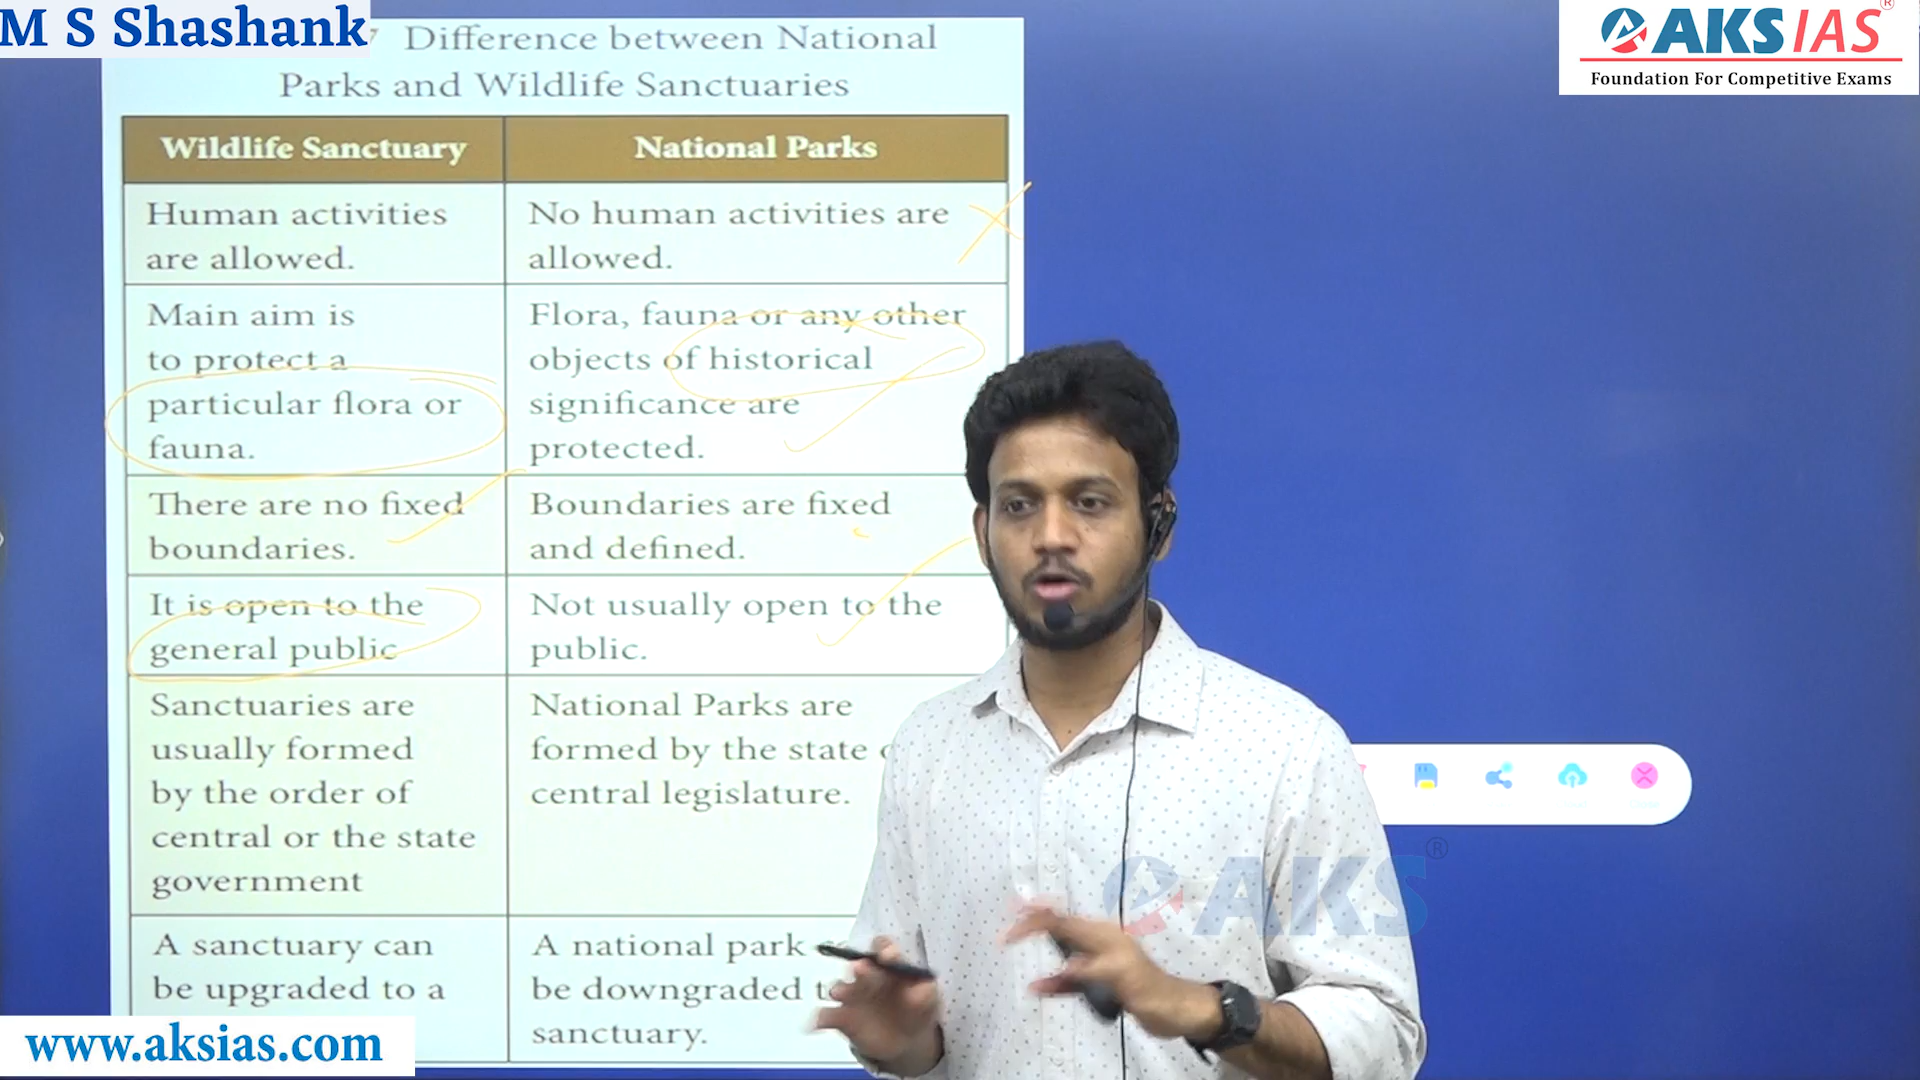 M S Shashank
AKS IAS®
Foundation For Competitive Exams
7 Difference between National
Parks and Wildlife Sanctuaries
Wildlife Sanctuary
National Parks
Human activities
are allowed.
No human activities are
allowed.
Main aim is
to protect a
particular flora or
fauna.
Flora, fauna or any other
objects of historical
significance are
protected.
There are no fixed
boundaries.
Boundaries are fixed
and defined.
It is open to the
general public
Not usually open to the
public.
Sanctuaries are
usually formed
by the order of
central or the state
government
National Parks are
formed by the state
central legislature.
A sanctuary can
be upgraded to a
A national park
be downgraded
sanctuary.
AKS®
www.aksias.com